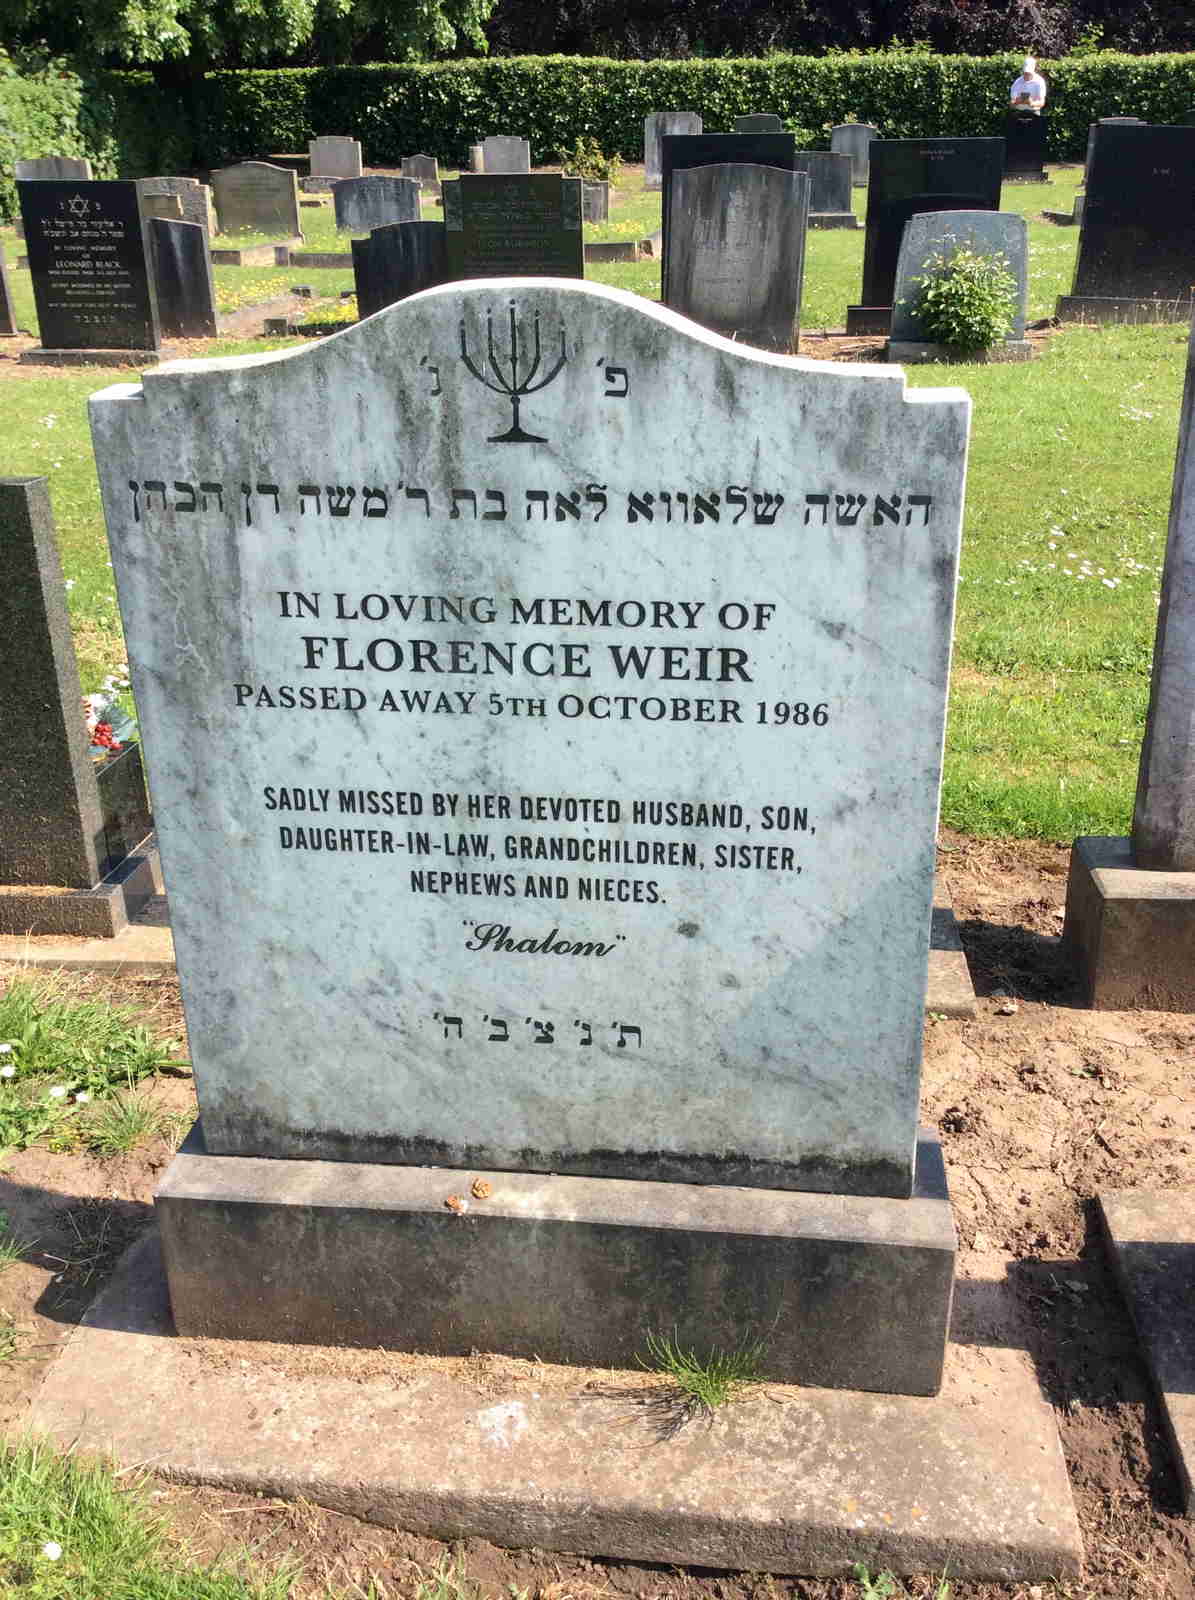 פ׳ נ׳
האשה שלאווא לאה בת ר׳ משה דן הכהן
IN LOVING MEMORY OF
FLORENCE WEIR
PASSED AWAY 5TH OCTOBER 1986
SADLY MISSED BY HER DEVOTED HUSBAND, SON,
DAUGHTER-IN-LAW, GRANDCHILDREN, SISTER,
NEPHEWS AND NIECES.
"Shalom"
ת׳ נ׳ צ׳ ב׳ ה׳
פ נ
IN LOVING MEMORY
OF
LEONARD BLACK